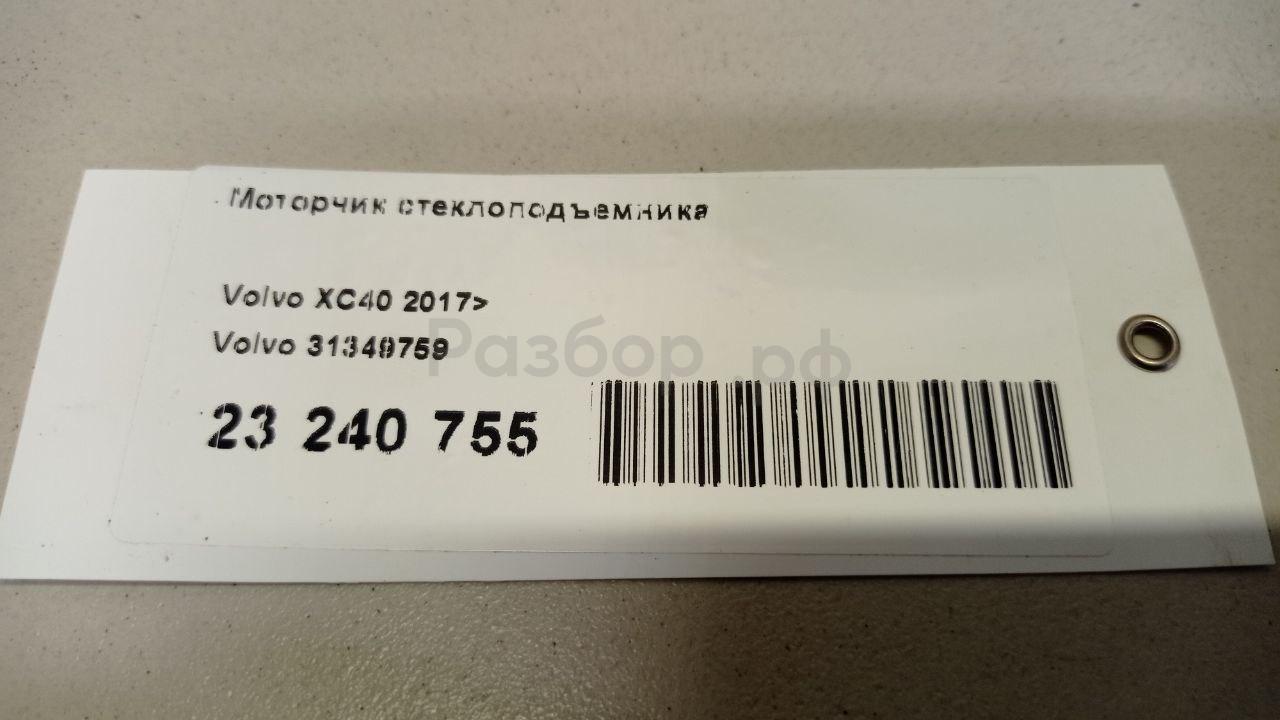 Моторчик стеклоподъемника
Volvo XC40 2017>
Volvo 31349759
Разбор.рф
23 240 755